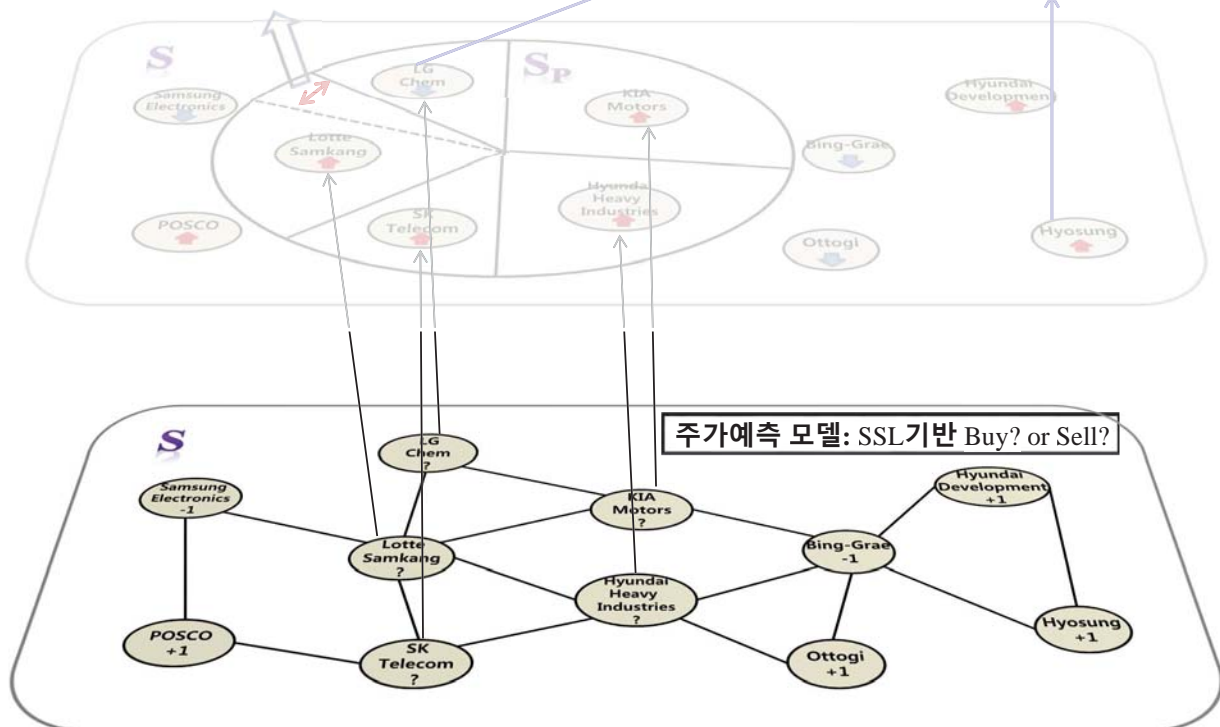 S
S_P
LG
Chem
KIA
Motors
Hyundai
Development
Samsung
Electronics
Lotte
Samkang
Bing-Grae
Hyundai
Heavy
Industries
POSCO
SK
Telecom
Ottogi
Hyosung
주가예측 모델: SSL기반 Buy? or Sell?
S
LG
Chem
?
Samsung
Electronics
-1
Hyundai
Development
+1
KIA
Motors
?
Lotte
Samkang
?
Bing-Grae
-1
Hyundai
Heavy
Industries
?
POSCO
+1
SK
Telecom
?
Ottogi
+1
Hyosung
+1